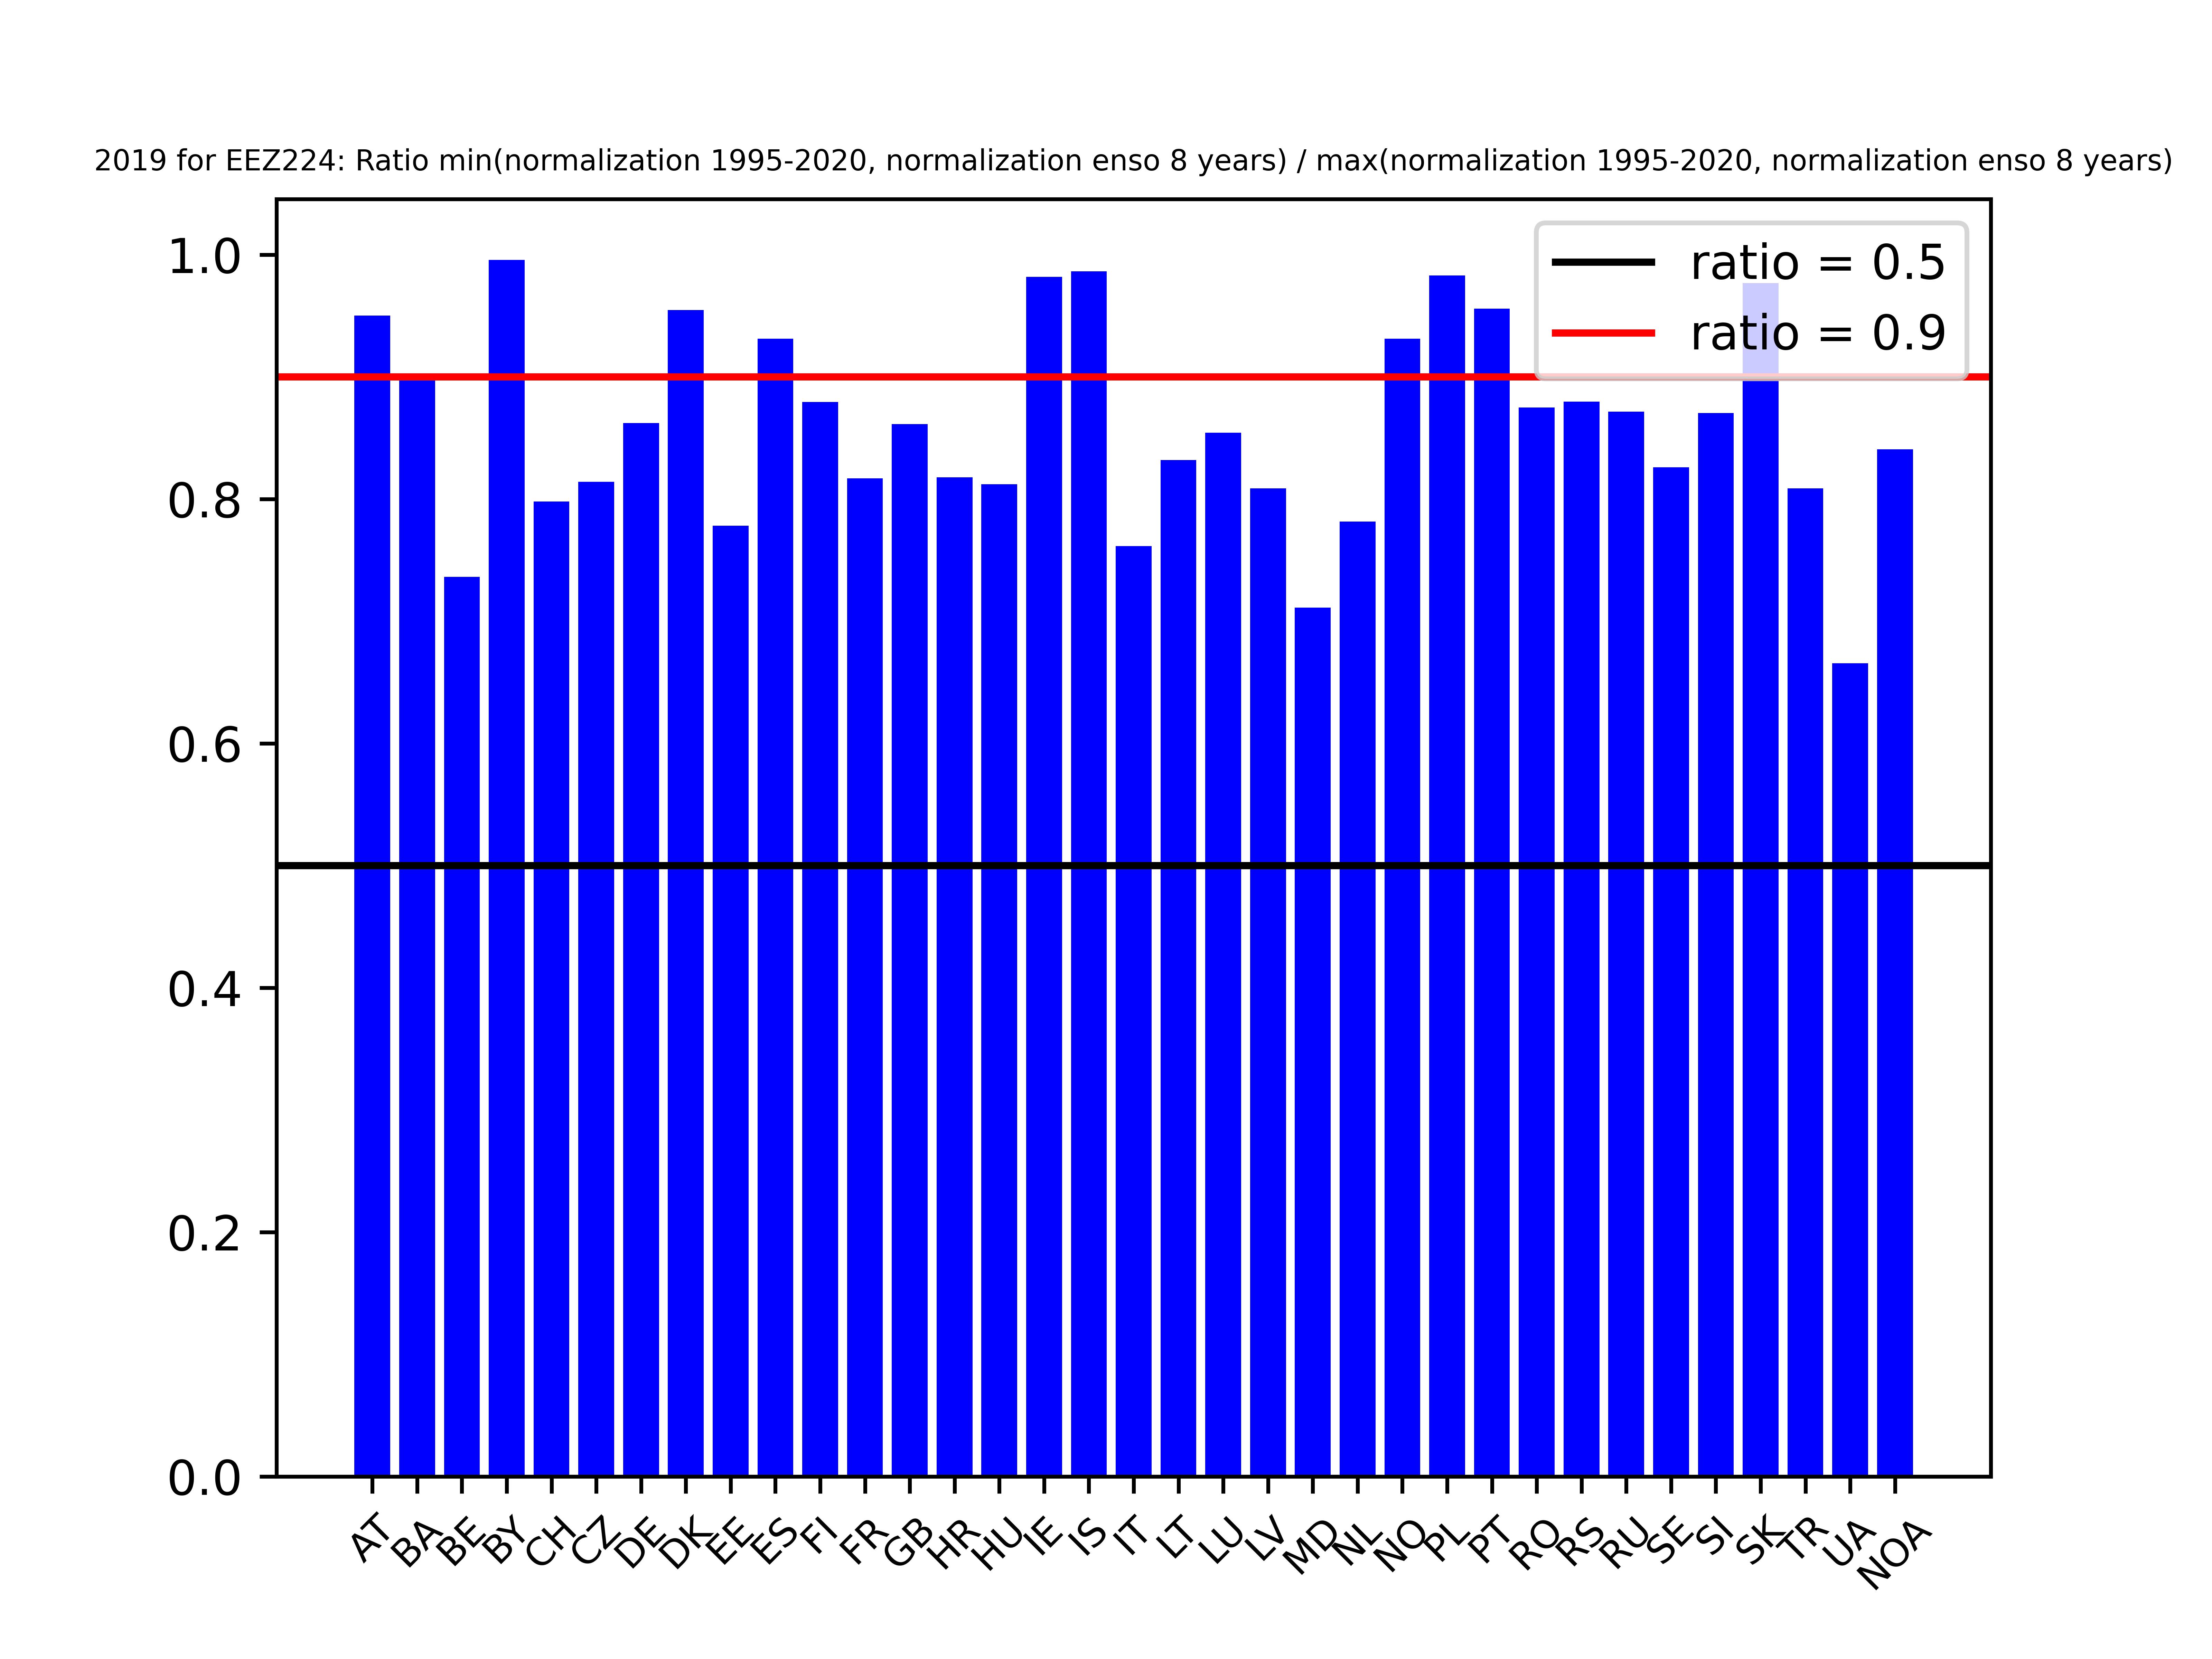 2019 for EEZ224: Ratio min(normalization 1995-2020, normalization enso 8 years) / max(normalization 1995-2020, normalization enso 8 years)
ratio = 0.5
ratio = 0.9
1.0
0.8
0.6
0.4
0.2
0.0
AT BA BE BY CH CZ DE DK EE ES FI FR GB HR HU IE IS IT LT LU LV MD NL NO PL PT RO RS RU SE SI SK TR UA NOA